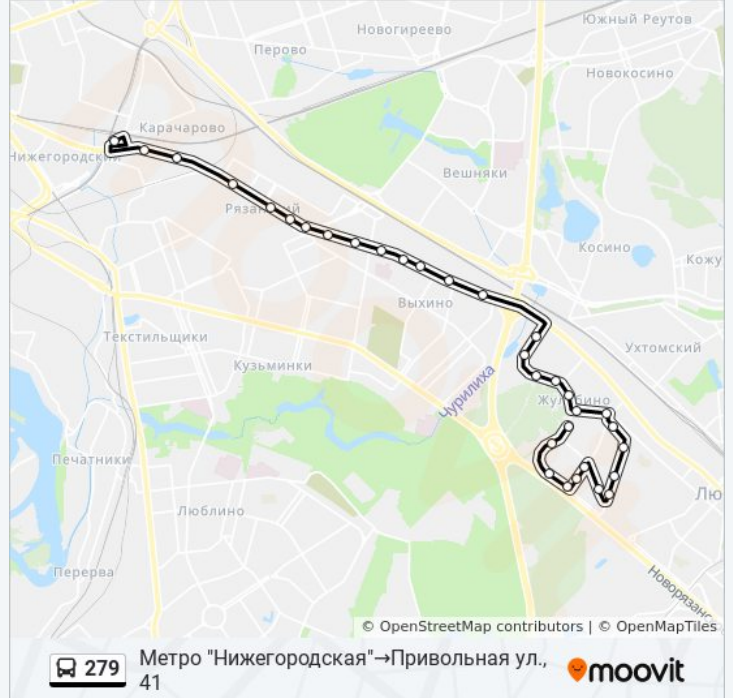 Южный Реутов
Новогиреево
Перово
Новокосино
Карачарово
Нижегородский
Вешняки
Рязанский
Косино
Кожу
Выхино
Текстильщики
Ухтомский
Кузьминки
Чурилиха
Жулебино
Печатники
Лю
Люблино
Перерва
Новорязанс
© OpenStreetMap contributors | © OpenMapTiles
279
Метро "Нижегородская"→Привольная ул.,
41
moovit